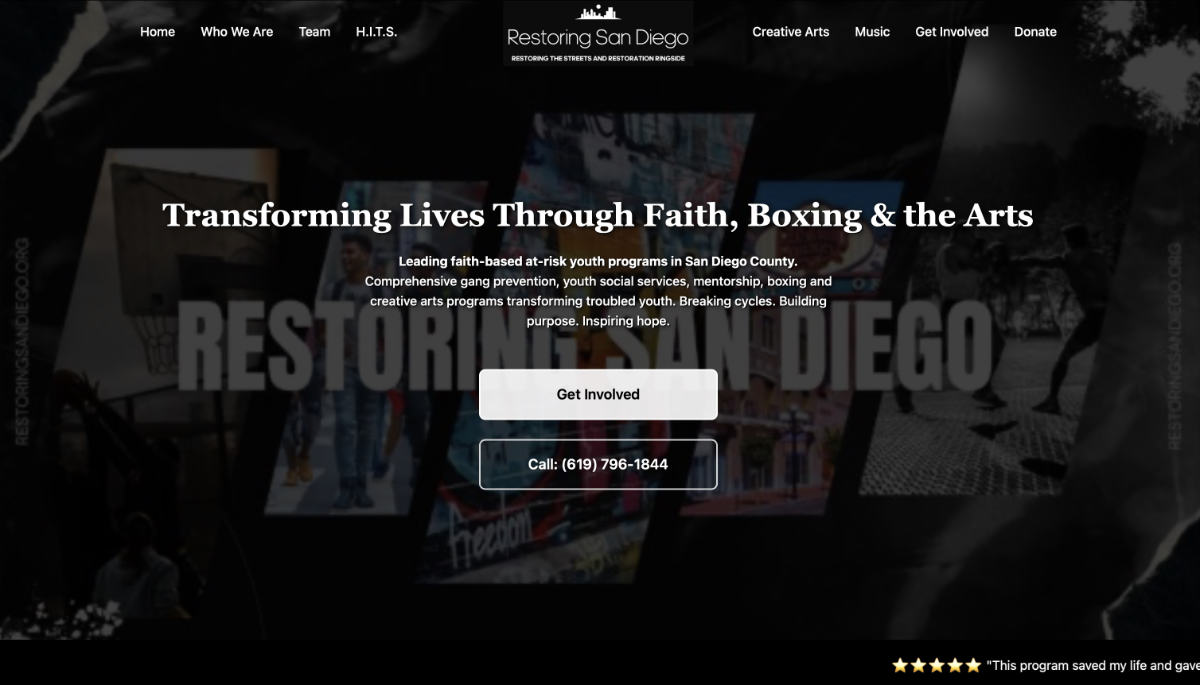 Home
Who We Are
Team
H.I.T.S.
Restoring San Diego
RESTORING THE STREETS AND RESTORATION RINGSIDE
Creative Arts
Music
Get Involved
Donate
Transforming Lives Through Faith, Boxing & the Arts
Leading faith-based at-risk youth programs in San Diego County.
Comprehensive gang prevention, youth social services, mentorship, boxing and
creative arts programs transforming troubled youth. Breaking cycles. Building
purpose. Inspiring hope.
RESTORING SAN DIEGO
RESTORINGSANDIEGO.ORG
RESTORINGSANDIEGO.ORG
Get Involved
Call: (619) 796-1844
freedom
"This program saved my life and gave